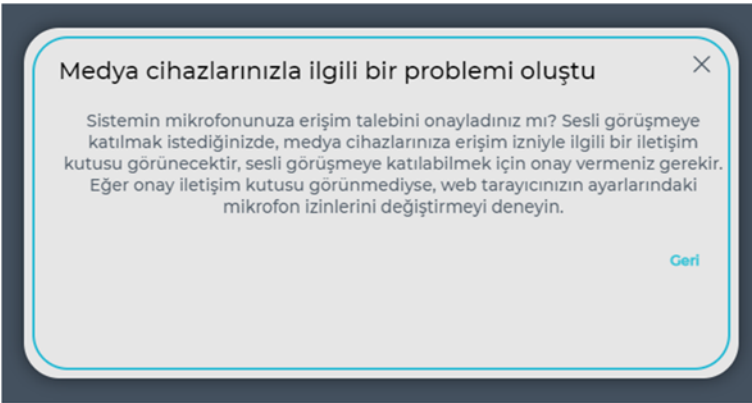 Medya cihazlarınızla ilgili bir problemi oluştu
Sistemin mikrofonunuza erişim talebini onayladınız mı? Sesli görüşmeye
katılmak istediğinizde, medya cihazlarınıza erişim izniyle ilgili bir iletişim
kutusu görünecektir, sesli görüşmeye katılabilmek için onay vermeniz gerekir.
Eğer onay iletişim kutusu görünmediyse, web tarayıcınızın ayarlarındaki
mikrofon izinlerini değiştirmeyi deneyin.
Geri